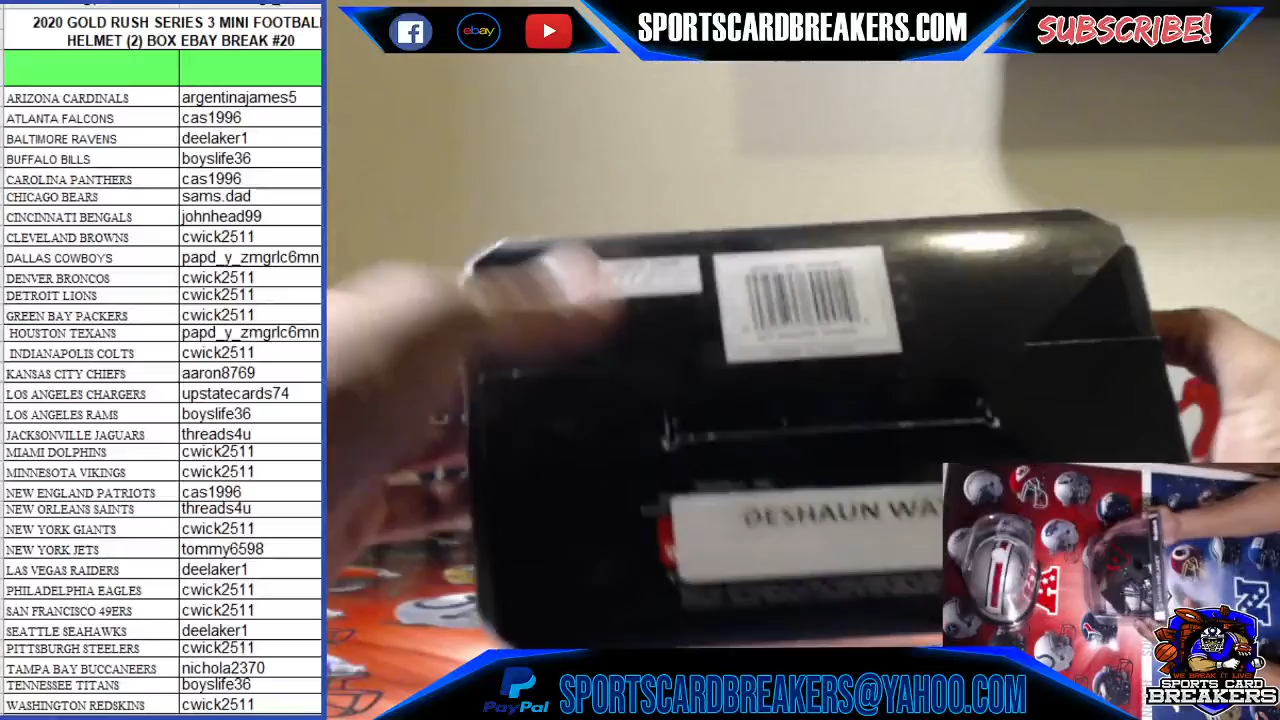 2020 GOLD RUSH SERIES 3 MINI FOOTBALL
HELMET (2) BOX EBAY BREAK #20
ARIZONA CARDINALS argentinajames5
ATLANTA FALCONS cas1996
BALTIMORE RAVENS deelaker1
BUFFALO BILLS boyslife36
CAROLINA PANTHERS cas1996
CHICAGO BEARS sams.dad
CINCINNATI BENGALS johnhead99
CLEVELAND BROWNS cwick2511
DALLAS COWBOYS papd_y_zmgrlc6mn
DENVER BRONCOS cwick2511
DETROIT LIONS cwick2511
GREEN BAY PACKERS cwick2511
HOUSTON TEXANS papd_y_zmgrlc6mn
INDIANAPOLIS COLTS cwick2511
KANSAS CITY CHIEFS aaron8769
LOS ANGELES CHARGERS upstatecards74
LOS ANGELES RAMS boyslife36
JACKSONVILLE JAGUARS threads4u
MIAMI DOLPHINS cwick2511
MINNESOTA VIKINGS cwick2511
NEW ENGLAND PATRIOTS cas1996
NEW ORLEANS SAINTS threads4u
NEW YORK GIANTS cwick2511
NEW YORK JETS tommy6598
LAS VEGAS RAIDERS deelaker1
PHILADELPHIA EAGLES cwick2511
SAN FRANCISCO 49ERS cwick2511
SEATTLE SEAHAWKS deelaker1
PITTSBURGH STEELERS cwick2511
TAMPA BAY BUCCANEERS nichola2370
TENNESSEE TITANS boyslife36
WASHINGTON REDSKINS cwick2511
ebay
SPORTSCARDBREAKERS.COM
SUBSCRIBE!
DESHAUN WA
PayPal
SPORTSCARDBREAKERS@YAHOO.COM
WE BREAK IT LIVE!
SPORTS CARD
BREAKERS